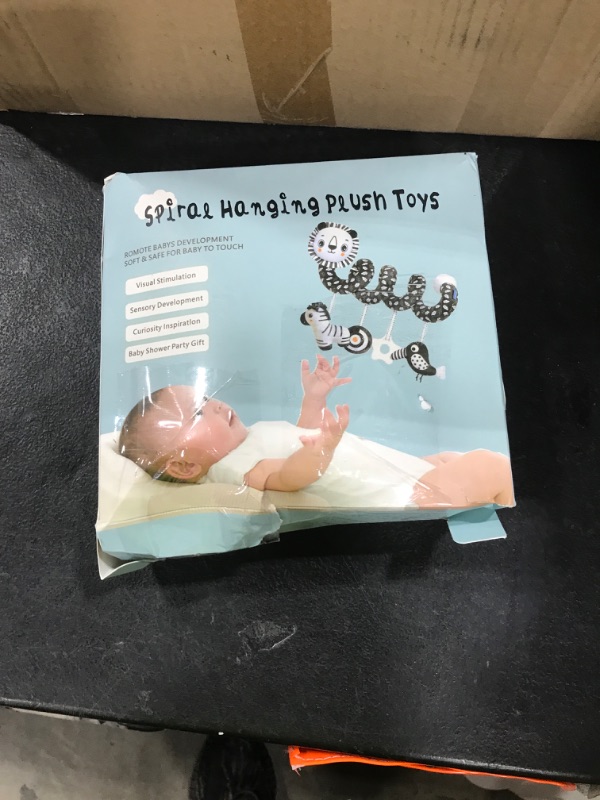 Spiral Hanging Plush Toys
ROMOTE BABYS DEVELOPMENT
SOFT & SAFE FOR BABY TO TOUCH
Visual Stimulation
Sensory Development
Curiosity Inspiration
Baby Shower Party Gift